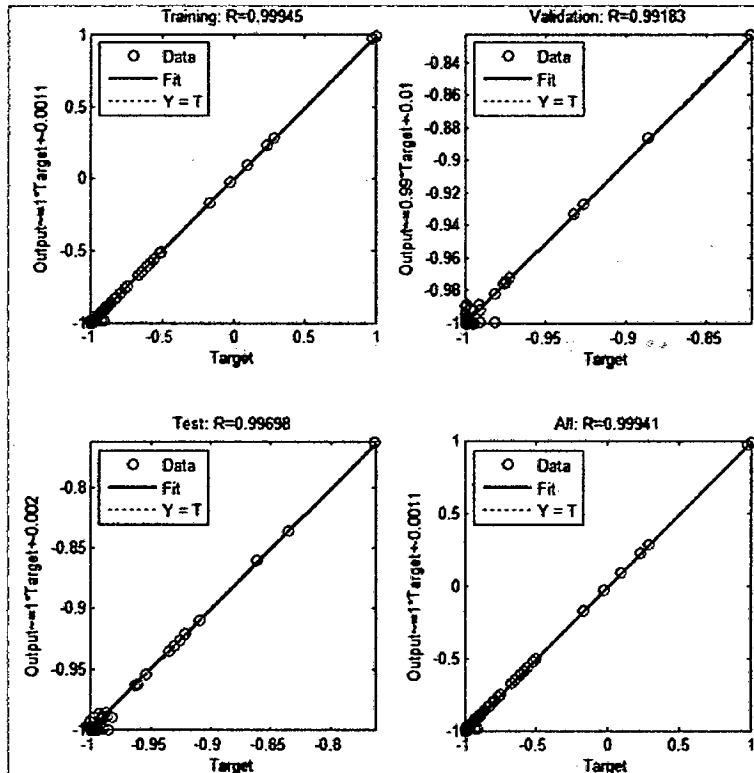 Training: R=0.99945
Output~=1*Target+-0.0011
1
0.5
0
-0.5
-1
Data
Fit
Y = T
-1
-0.5
0
0.5
1
Target
Validation: R=0.99183
Output~=0.99*Target+-0.01
-0.84
-0.86
-0.88
-0.9
-0.92
-0.94
-0.96
-0.98
-1
Data
Fit
Y = T
-1
-0.95
-0.9
-0.85
Target
Test: R=0.99698
Output~=1*Target+-0.002
-0.8
-0.85
-0.9
-0.95
-1
Data
Fit
Y = T
-1
-0.95
-0.9
-0.85
-0.8
Target
All: R=0.99941
Output~=1*Target+-0.0011
1
0.5
0
-0.5
-1
Data
Fit
Y = T
-1
-0.5
0
0.5
1
Target